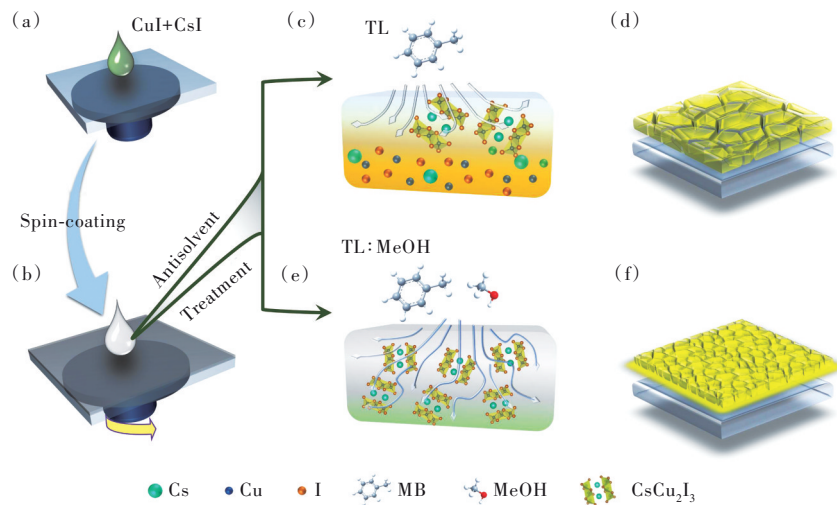 (a)
CuI+CsI
(c)
TL
(d)
Spin-coating
Antisolvent
Treatment
(b)
(e)
TL:MeOH
(f)
Cs
Cu
I
MB
MeOH
CsCu₂I₃